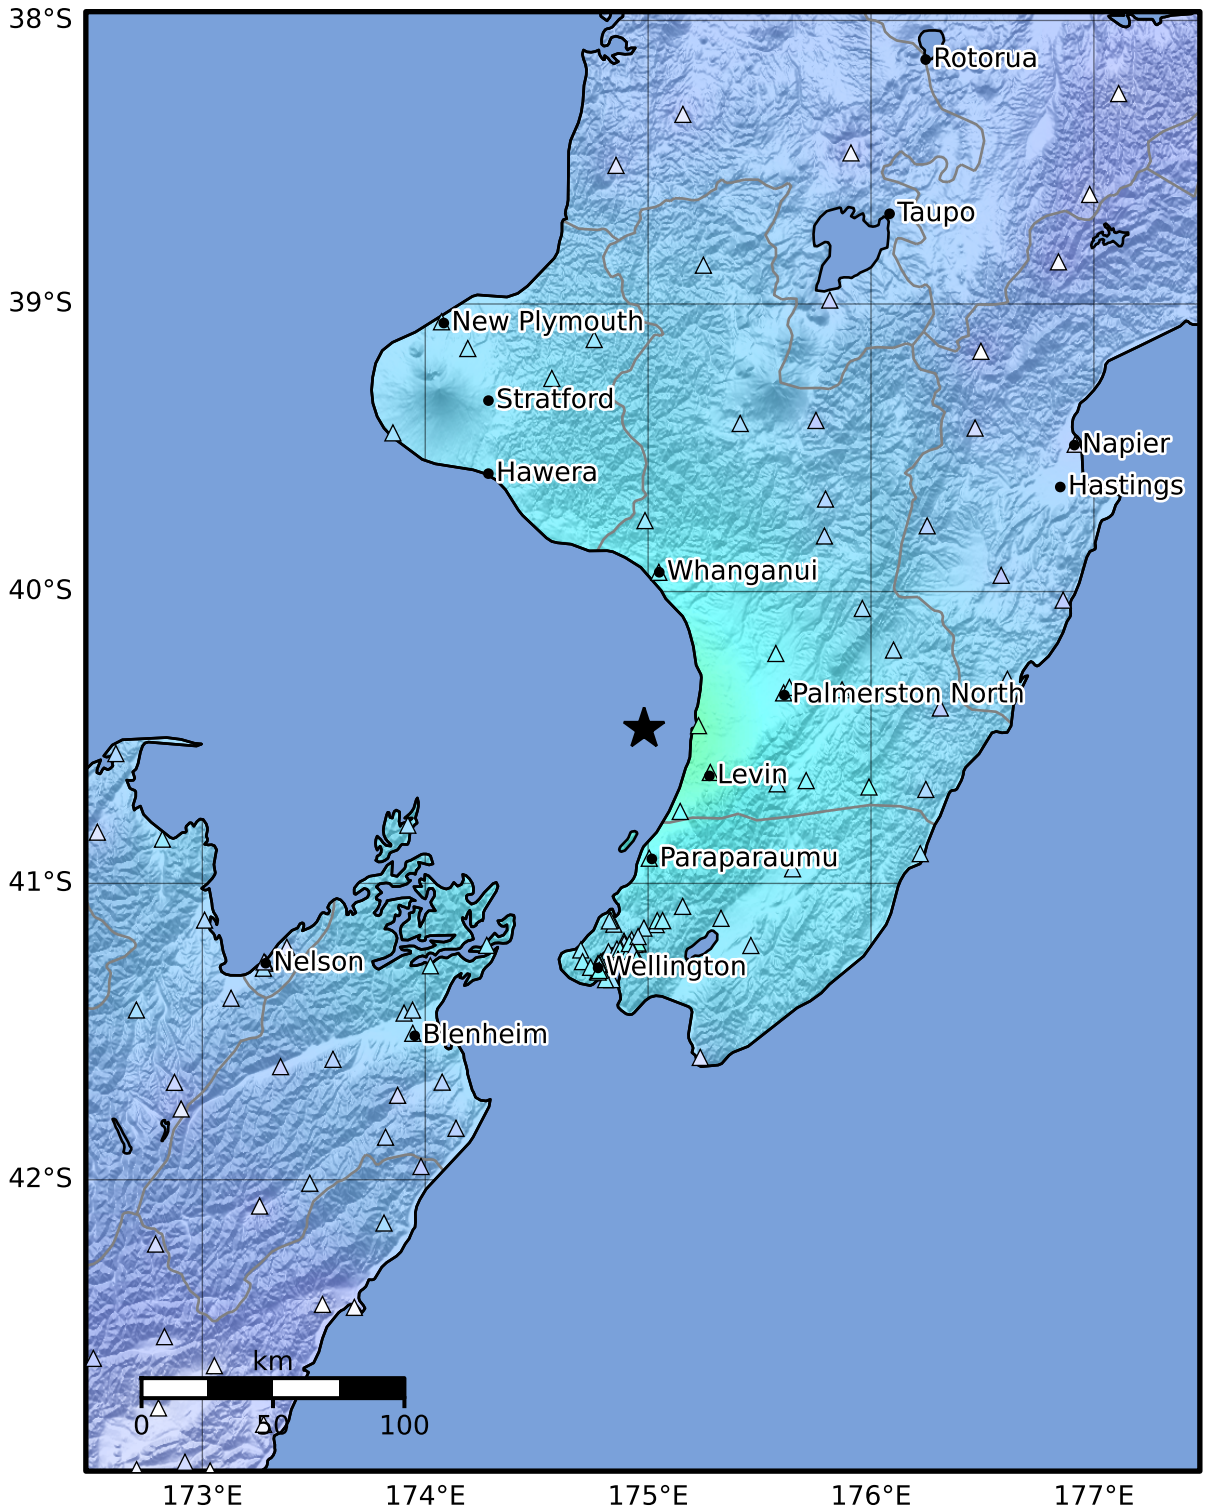 38°S
Rotorua
Taupo
39°S
New Plymouth
Stratford
Napier
Hawera
Hastings
Whanganui
40°S
Palmerston North
Levin
Paraparaumu
41°S
Nelson
Wellington
Blenheim
42°S
km
0 50 100
173°E 174°E 175°E 176°E 177°E